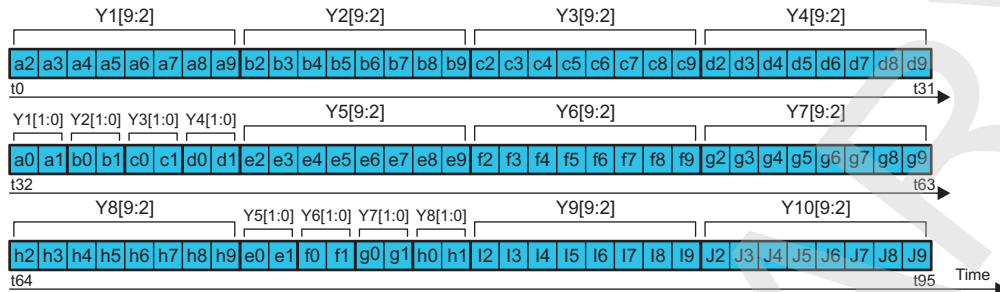 Y1[9:2] Y2[9:2] Y3[9:2] Y4[9:2]
a2 a3 a4 a5 a6 a7 a8 a9 b2 b3 b4 b5 b6 b7 b8 b9 c2 c3 c4 c5 c6 c7 c8 c9 d2 d3 d4 d5 d6 d7 d8 d9
t0 t31
Y1[1:0] Y2[1:0] Y3[1:0] Y4[1:0] Y5[9:2] Y6[9:2] Y7[9:2]
a0 a1 b0 b1 c0 c1 d0 d1 e2 e3 e4 e5 e6 e7 e8 e9 f2 f3 f4 f5 f6 f7 f8 f9 g2 g3 g4 g5 g6 g7 g8 g9
t32 t63
Y8[9:2] Y5[1:0] Y6[1:0] Y7[1:0] Y8[1:0] Y9[9:2] Y10[9:2]
h2 h3 h4 h5 h6 h7 h8 h9 e0 e1 f0 f1 g0 g1 h0 h1 I2 I3 I4 I5 I6 I7 I8 I9 J2 J3 J4 J5 J6 J7 J8 J9
t64 t95 Time